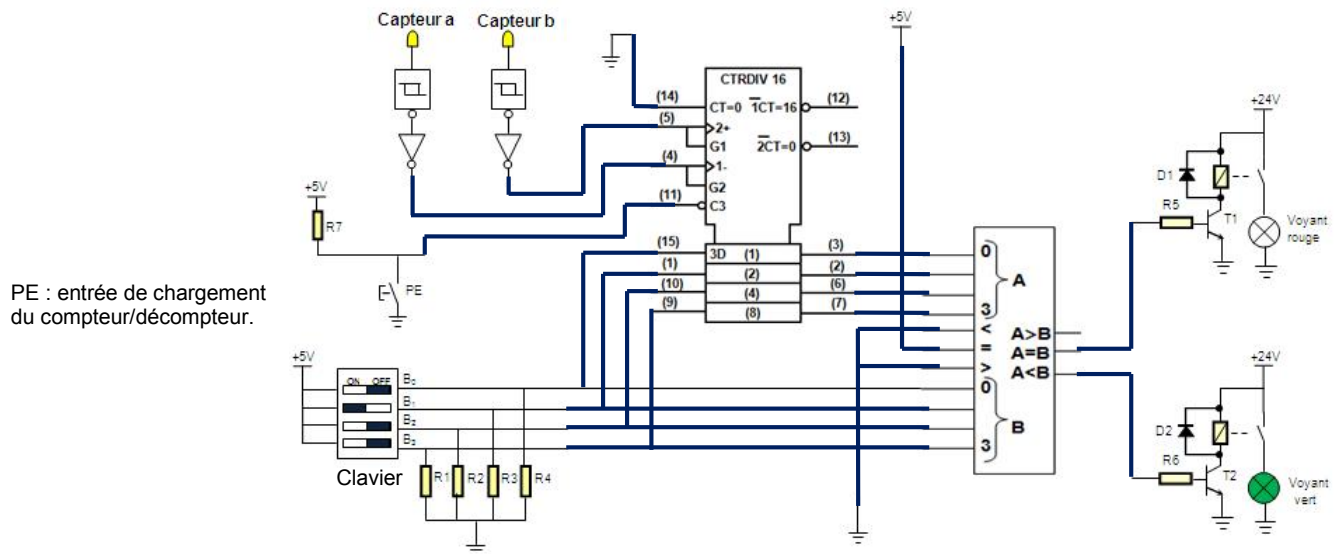 Capteur a
Capteur b
+5V
CTRDIV 16
(14)
CT=0
1CT=16
(12)
(5)
2+
G1
2CT=0
(13)
(4)
1-
G2
(11)
C3
+5V
R7
PE
PE : entrée de chargement
du compteur/décompteur.
(15)
3D
(1)
(3)
(1)
(2)
(2)
(10)
(4)
(6)
(9)
(8)
(7)
0
A
3
<
=
>
A>B
A=B
A<B
0
B
3
+24V
D1
R5
T1
Voyant
rouge
+5V
ON OFF
B0
B1
B2
B3
Clavier
R1
R2
R3
R4
+24V
D2
R6
T2
Voyant
vert